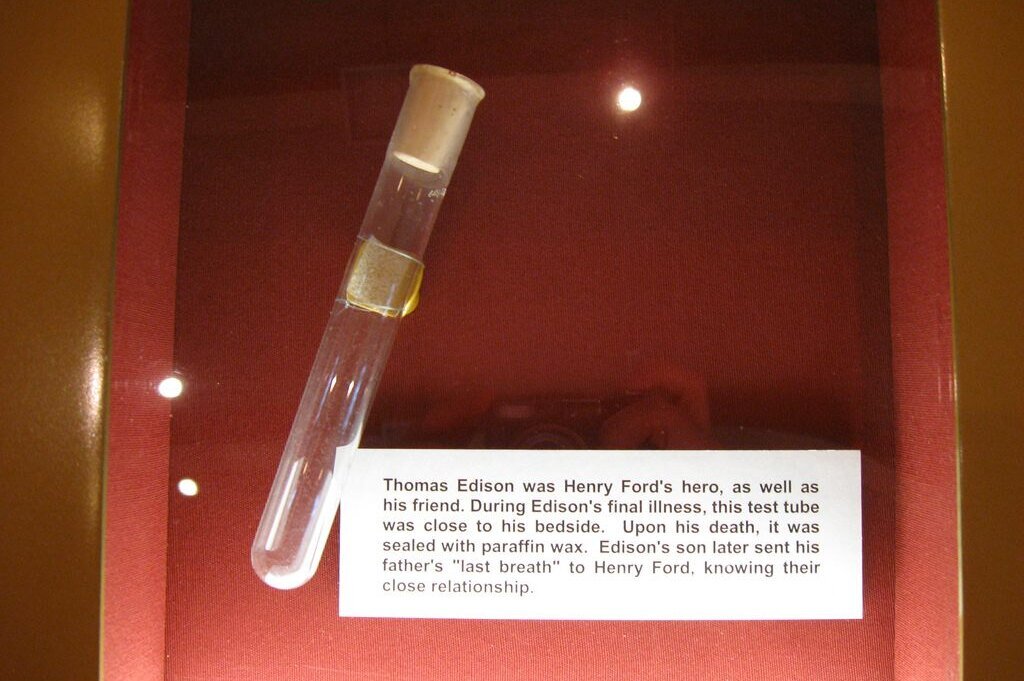 Thomas Edison was Henry Ford's hero, as well as
his friend. During Edison's final illness, this test tube
was close to his bedside. Upon his death, it was
sealed with paraffin wax. Edison's son later sent his
father's "last breath" to Henry Ford, knowing their
close relationship.